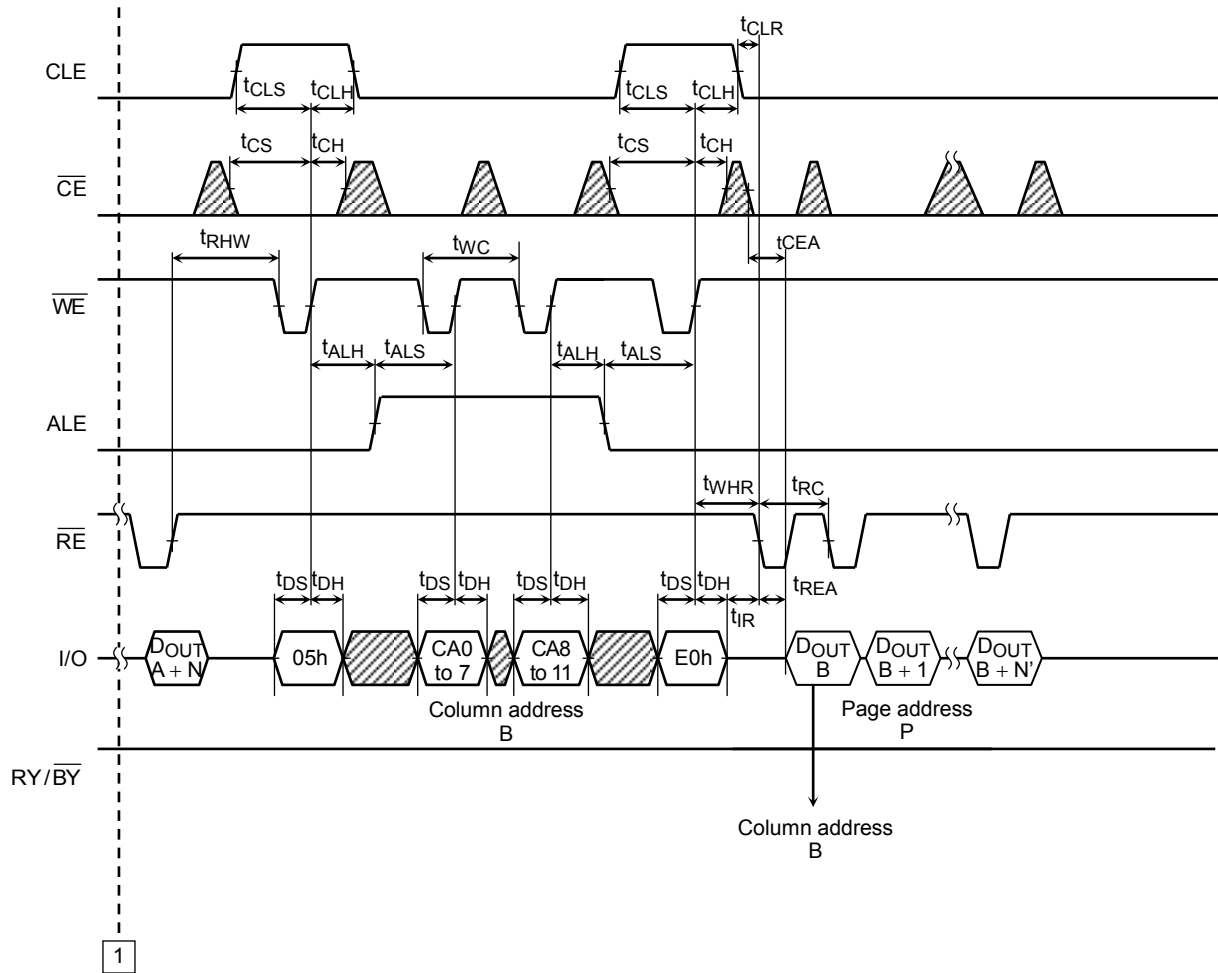 tCLR
CLE
tCLS tCLH tCLS tCLH
tCS tCH tCS tCH
CE
tRHW tWC tCEA
WE
tALH tALS tALH tALS
ALE
tWHR tRC
RE
tDS tDH tDS tDH tDS tDH tDS tDH tREA
tIR
I/O
DOUT
A + N
05h
CA0
to 7
CA8
to 11
E0h
DOUT
B
DOUT
B + 1
DOUT
B + N’
Column address
B
Page address
P
RY/BY
Column address
B
1